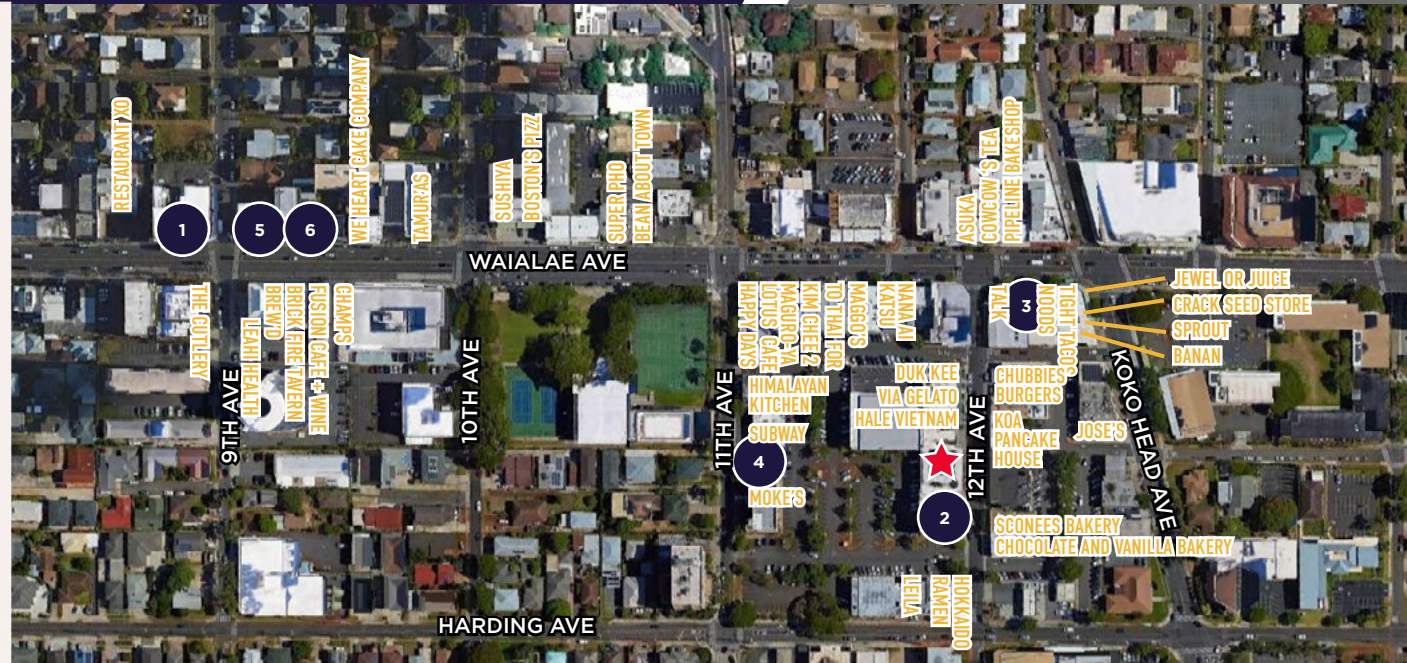 RESTAURANT XO
1
5
6
WE HEART CAKE COMPANY
TAMURA'S
SUSHIYA
BOSTON'S PIZZ
SUPER PHO
BEAN ABOUT TOWN
ASUKA
COWCOW'S TEA
PIPELINE BAKESHOP
WAIALAE AVE
THE CUTLERY
LEAHI HEALTH
BREW'D
BRICK FIRE TAVERN
FUSION CAFE + WINE
CHAMPS
9TH AVE
10TH AVE
11TH AVE
HAPPY DAYS
LOTUS CAFE
MAGURO-YA
KIM CHEE 2
TO THAI FOR
MAGGOO'S
KATSU
NANA AI
HIMALAYAN
KITCHEN
SUBWAY
4
MOKE'S
DUK KEE
VIA GELATO
HALE VIETNAM
2
12TH AVE
TALK
3
MOODS
TIGHT TACOS
JEWEL OR JUICE
CRACK SEED STORE
SPROUT
BANAN
CHUBBIES
BURGERS
KOA
PANCAKE
HOUSE
JOSE'S
KOKO HEAD AVE
SCONEES BAKERY
CHOCOLATE AND VANILLA BAKERY
LEILA
HOKKAIDO
RAMEN
HARDING AVE